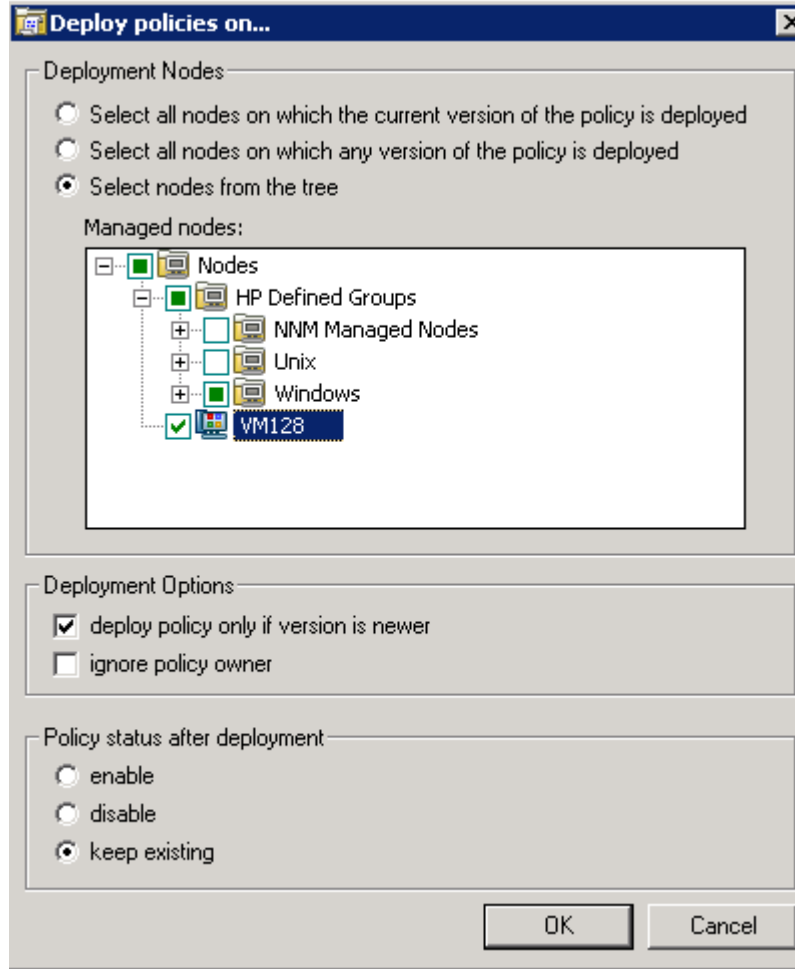 Deploy policies on...
Deployment Nodes
Select all nodes on which the current version of the policy is deployed
Select all nodes on which any version of the policy is deployed
Select nodes from the tree
Managed nodes:
Nodes
HP Defined Groups
NNM Managed Nodes
Unix
Windows
VM128
Deployment Options
deploy policy only if version is newer
ignore policy owner
Policy status after deployment
enable
disable
keep existing
OK Cancel